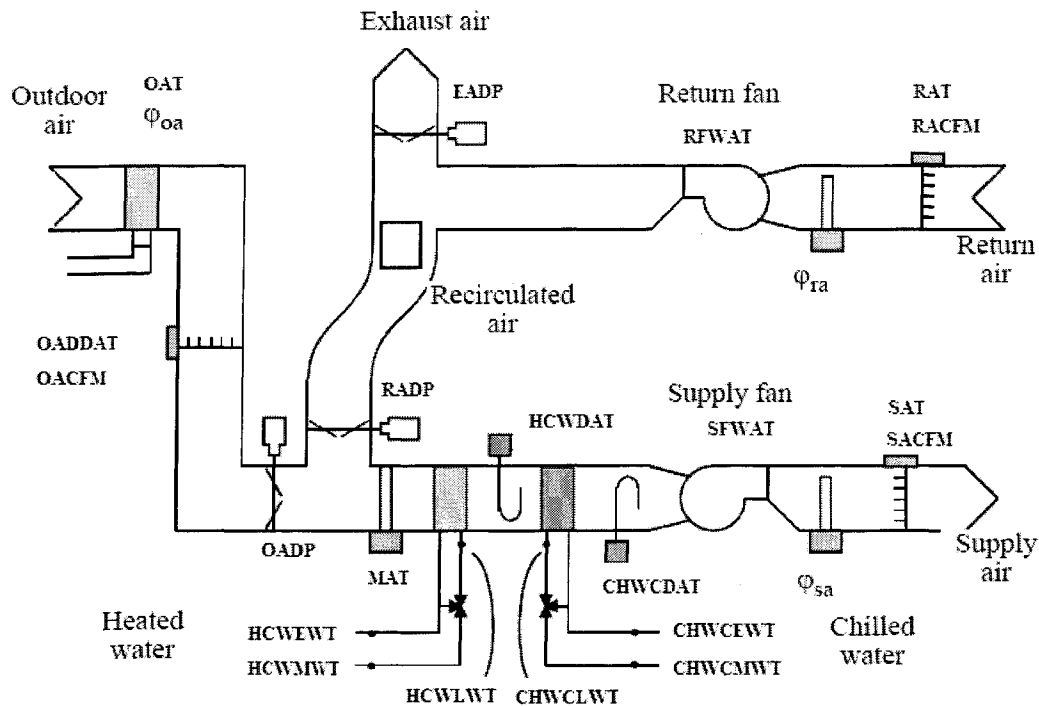 Exhaust air
Outdoor
air
OAT
φoa
EADP
Return fan
RFWAT
RAT
RACFM
Return
air
φra
Recirculated
air
OADDAT
OACFM
RADP
HCWDAT
Supply fan
SFWAT
SAT
SACFM
OADP
MAT
CHWCDAT
φsa
Supply
air
Heated
water
HCWEWT
HCWMWT
HCWLWT
CHWCLWT
CHWCEWT
CHWCMWT
Chilled
water